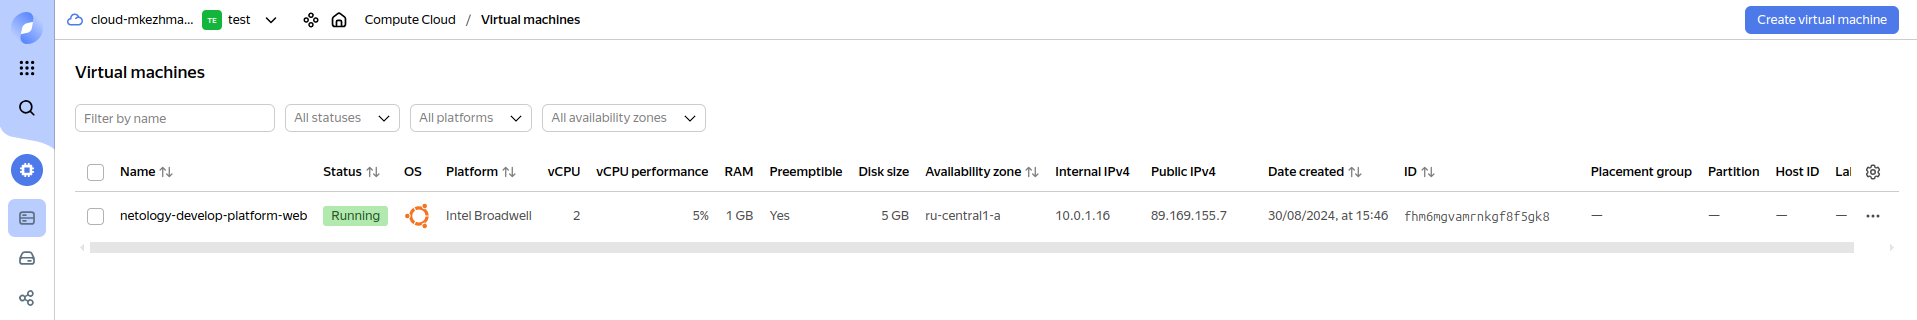 cloud-mkezhma... TE test Compute Cloud / Virtual machines Create virtual machine
Virtual machines
Filter by name All statuses All platforms All availability zones
Name Status OS Platform vCPU vCPU performance RAM Preemptible Disk size Availability zone Internal IPv4 Public IPv4 Date created ID Placement group Partition Host ID Lal
netology-develop-platform-web Running Intel Broadwell 2 5% 1 GB Yes 5 GB ru-central1-a 10.0.1.16 89.169.155.7 30/08/2024, at 15:46 fhm6mgvamrnkgf8f5gk8 — — — —